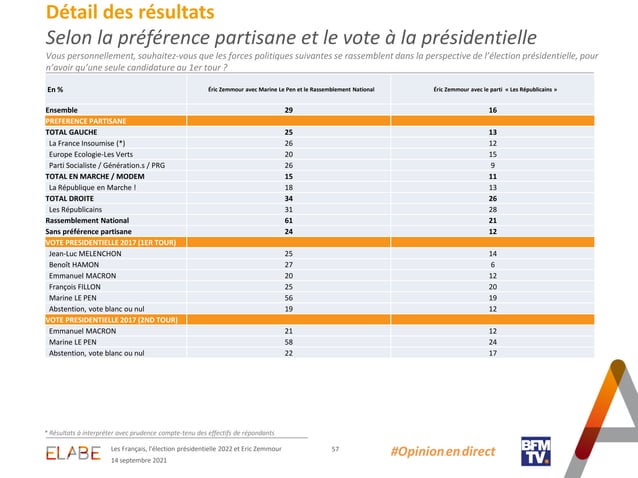 Détail des résultats
Selon la préférence partisane et le vote à la présidentielle
Vous personnellement, souhaitez-vous que les forces politiques suivantes se rassemblent dans la perspective de l'élection présidentielle, pour
n'avoir qu'une seule candidature au 1er tour ?
En % Éric Zemmour avec Marine Le Pen et le Rassemblement National Éric Zemmour avec le parti « Les Républicains »
Ensemble 29 16
PREFERENCE PARTISANE
TOTAL GAUCHE 25 13
La France Insoumise (*) 26 12
Europe Ecologie-Les Verts 20 15
Parti Socialiste / Génération.s / PRG 26 9
TOTAL EN MARCHE / MODEM 15 11
La République en Marche ! 18 13
TOTAL DROITE 34 26
Les Républicains 31 28
Rassemblement National 61 21
Sans préférence partisane 24 12
VOTE PRESIDENTIELLE 2017 (1ER TOUR)
Jean-Luc MELENCHON 25 14
Benoît HAMON 27 6
Emmanuel MACRON 20 12
François FILLON 25 20
Marine LE PEN 56 19
Abstention, vote blanc ou nul 19 12
VOTE PRESIDENTIELLE 2017 (2ND TOUR)
Emmanuel MACRON 21 12
Marine LE PEN 58 24
Abstention, vote blanc ou nul 22 17
* Résultats à interpréter avec prudence compte-tenu des effectifs de répondants
ELABE Les Français, l'élection présidentielle 2022 et Eric Zemmour 57 #Opinion en direct BFM
TV.
14 septembre 2021